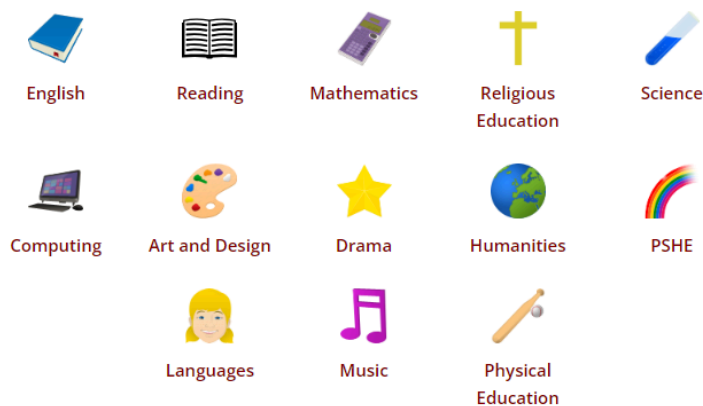 English
Reading
Mathematics
Religious
Education
Science
Computing
Art and Design
Drama
Humanities
PSHE
Languages
Music
Physical
Education